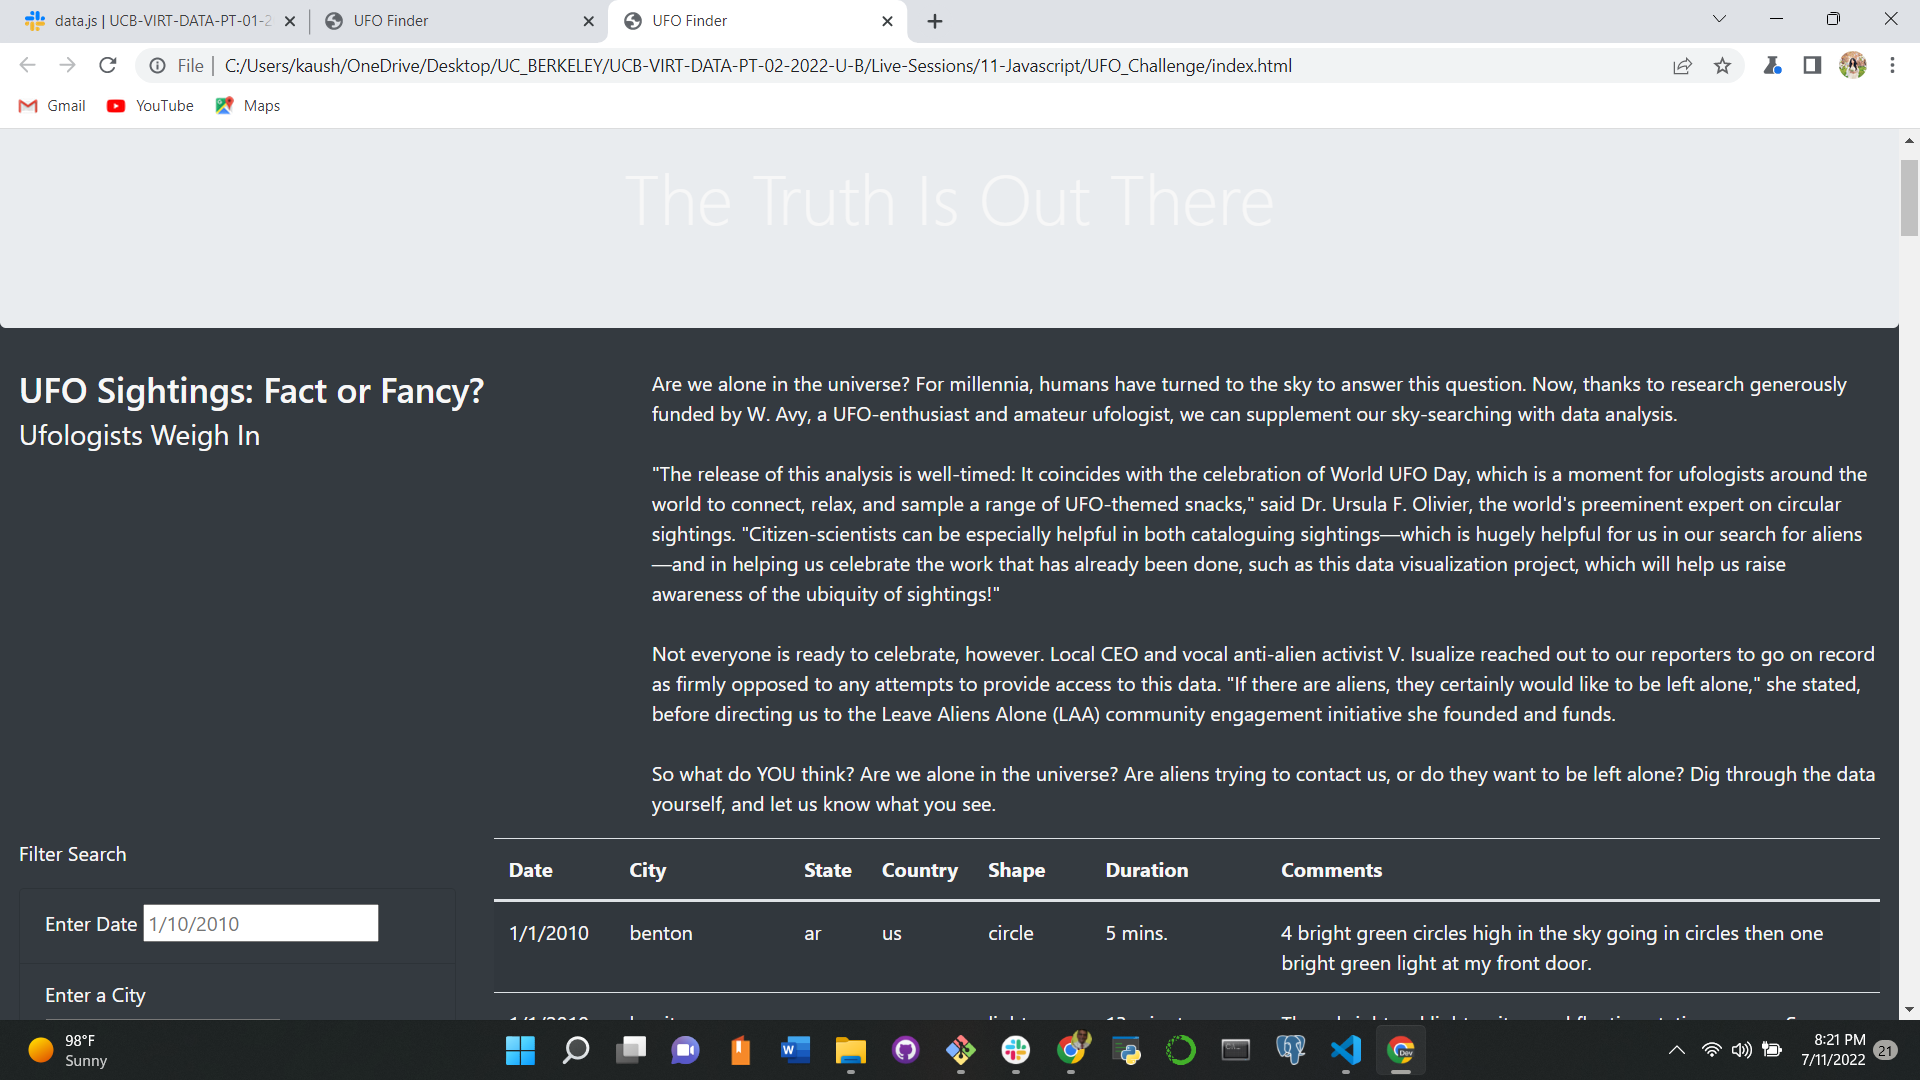 data.js | UCB-VIRT-DATA-PT-01-2
UFO Finder
UFO Finder
File
C:/Users/kaush/OneDrive/Desktop/UC_BERKELEY/UCB-VIRT-DATA-PT-02-2022-U-B/Live-Sessions/11-Javascript/UFO_Challenge/index.html
Gmail
YouTube
Maps
The Truth Is Out There
UFO Sightings: Fact or Fancy?
Ufologists Weigh In
Are we alone in the universe? For millennia, humans have turned to the sky to answer this question. Now, thanks to research generously
funded by W. Avy, a UFO-enthusiast and amateur ufologist, we can supplement our sky-searching with data analysis.
"The release of this analysis is well-timed: It coincides with the celebration of World UFO Day, which is a moment for ufologists around the
world to connect, relax, and sample a range of UFO-themed snacks," said Dr. Ursula F. Olivier, the world's preeminent expert on circular
sightings. "Citizen-scientists can be especially helpful in both cataloguing sightings—which is hugely helpful for us in our search for aliens
—and in helping us celebrate the work that has already been done, such as this data visualization project, which will help us raise
awareness of the ubiquity of sightings!"
Not everyone is ready to celebrate, however. Local CEO and vocal anti-alien activist V. Isualize reached out to our reporters to go on record
as firmly opposed to any attempts to provide access to this data. "If there are aliens, they certainly would like to be left alone," she stated,
before directing us to the Leave Aliens Alone (LAA) community engagement initiative she founded and funds.
So what do YOU think? Are we alone in the universe? Are aliens trying to contact us, or do they want to be left alone? Dig through the data
yourself, and let us know what you see.
Filter Search
Enter Date 1/10/2010
Enter a City
Date City State Country Shape Duration Comments
1/1/2010 benton ar us circle 5 mins. 4 bright green circles high in the sky going in circles then one
bright green light at my front door.
98°F
Sunny
Dev
8:21 PM
7/11/2022
21